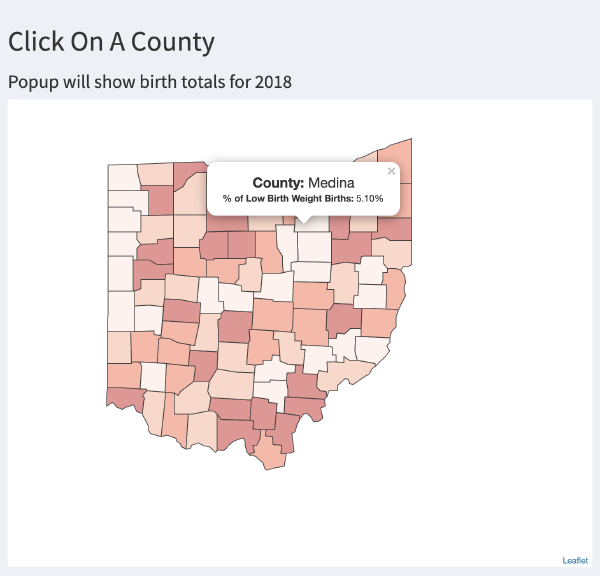 Click On A County
Popup will show birth totals for 2018
×
County: Medina
% of Low Birth Weight Births: 5.10%
Leaflet